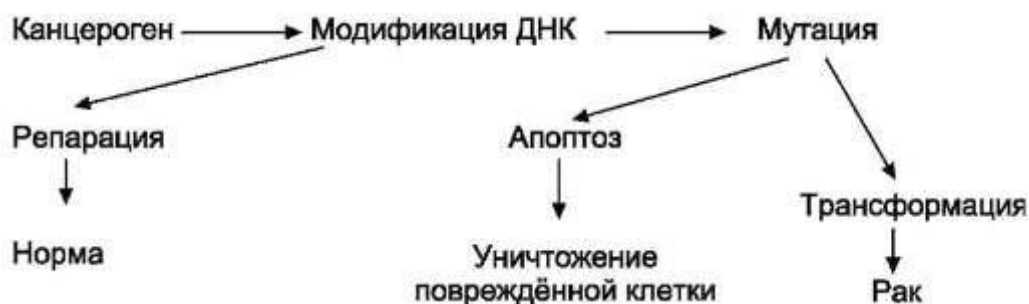 Канцероген Модификация ДНК Мутация
Репарация Апоптоз
Трансформация
Норма Уничтожение
повреждённой клетки Рак